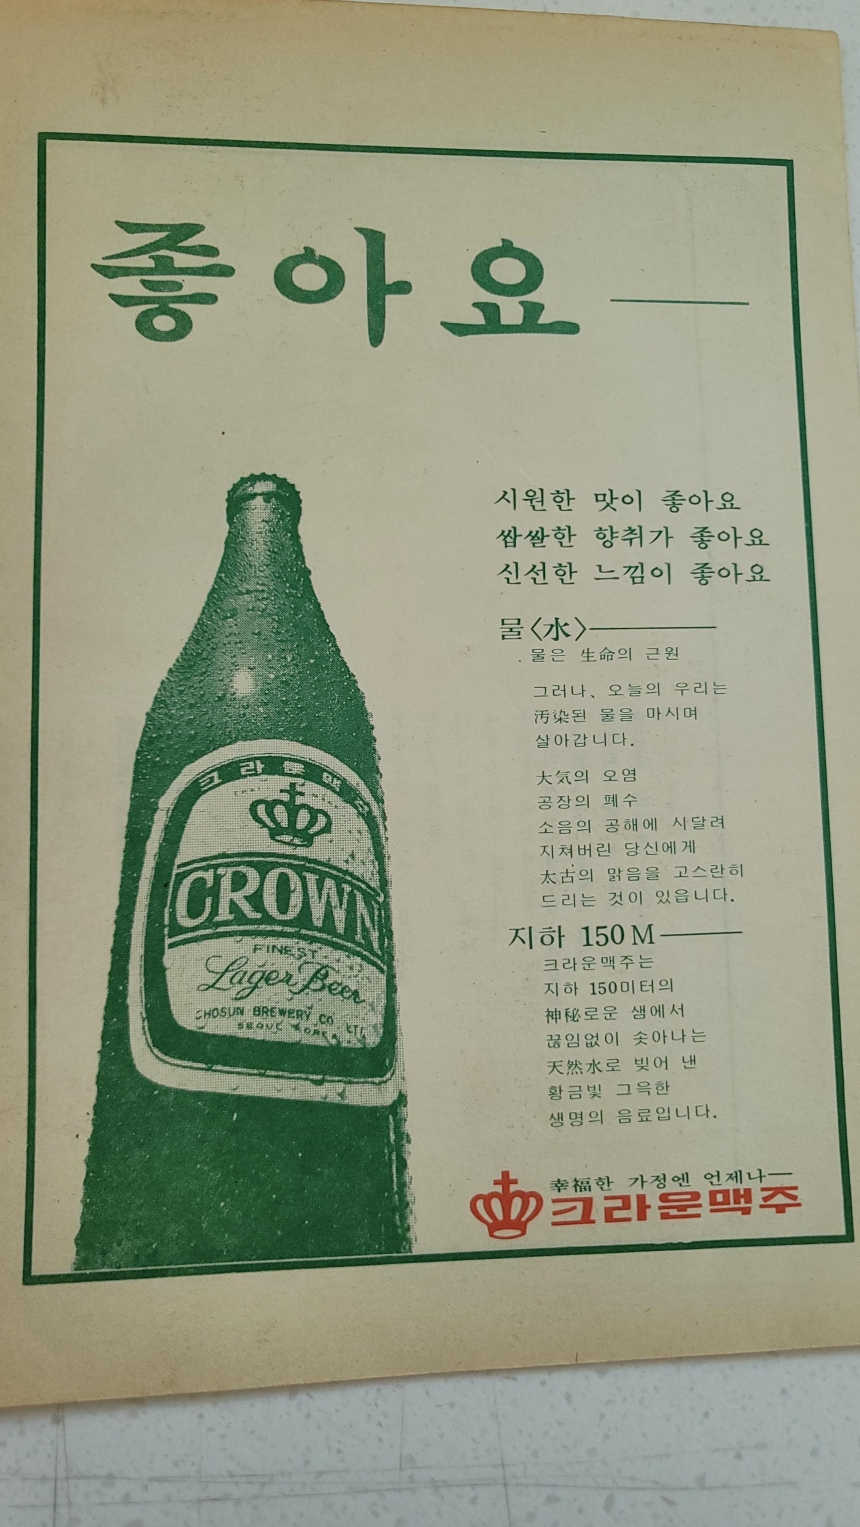 좋아요——
시원한 맛이 좋아요
쌉쌀한 향취가 좋아요
신선한 느낌이 좋아요
물〈水〉————
물은 生命의 근원
그러나、오늘의 우리는
汚染된 물을 마시며
살아갑니다.
大気의 오염
공장의 폐수
소음의 공해에 시달려
지쳐버린 당신에게
太古의 맑음을 고스란히
드리는 것이 있읍니다.
지하 150M———
크라운맥주는
지하 150미터의
神秘로운 샘에서
끊임없이 솟아나는
天然水로 빚어 낸
황금빛 그윽한
생명의 음료입니다.
幸福한 가정엔 언제나—
크라운맥주
크라운맥주
CROWN
FINEST
Lager Beer
CHOSUN BREWERY CO. LTD.
SEOUL KOREA